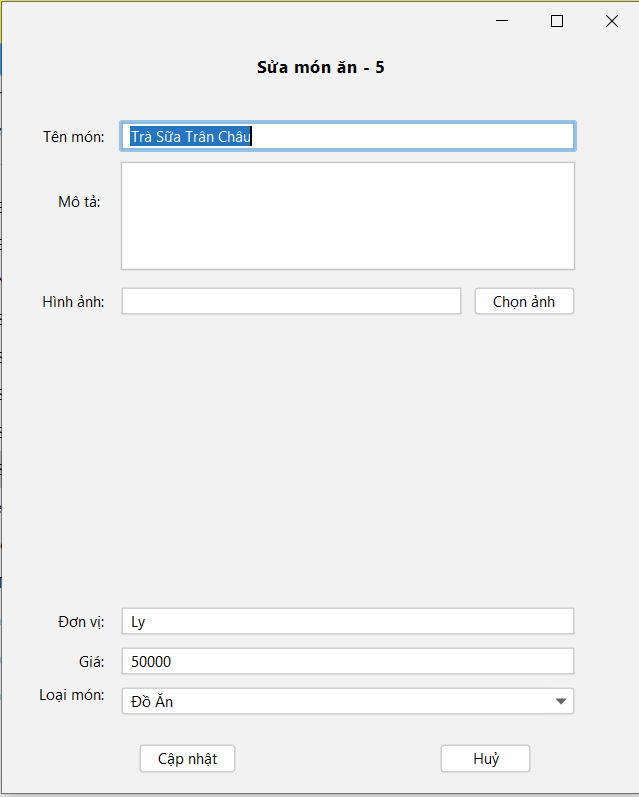 Sửa món ăn - 5
Tên món: Trà Sữa Trân Châu
Mô tả:
Hình ảnh: Chọn ảnh
Đơn vị: Ly
Giá: 50000
Loại món: Đồ Ăn
Cập nhật Huỷ